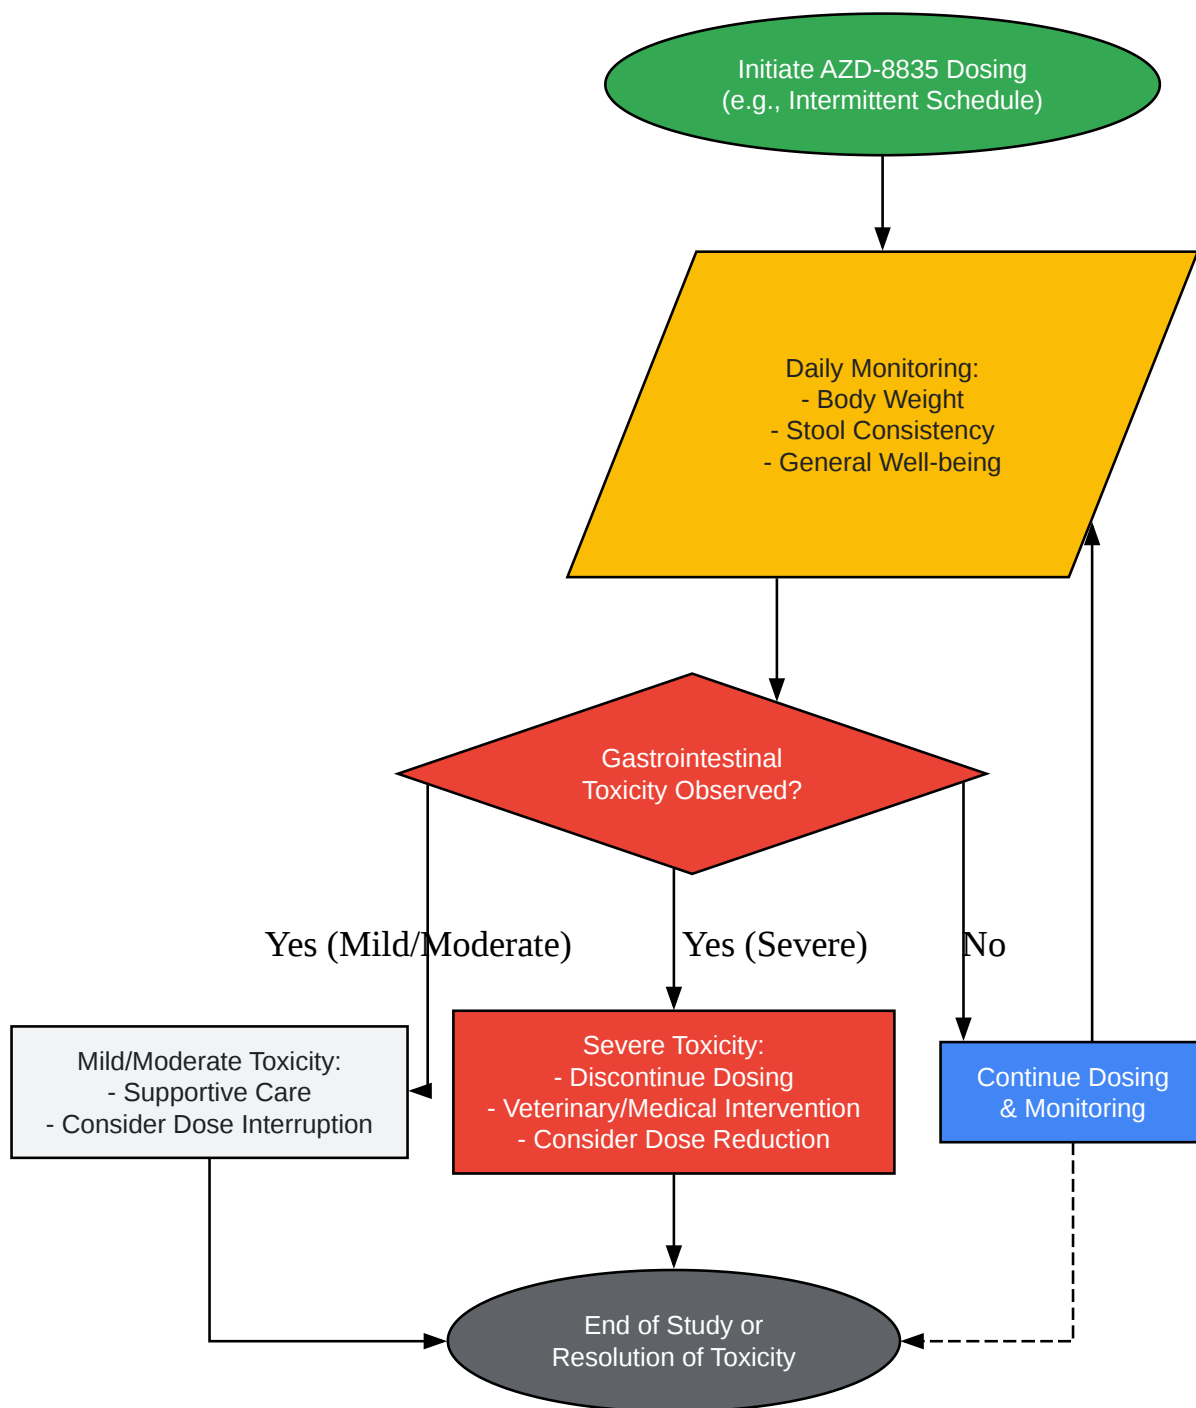 Initiate AZD-8835 Dosing
(e.g., Intermittent Schedule)
Daily Monitoring:
- Body Weight
- Stool Consistency
- General Well-being
Gastrointestinal
Toxicity Observed?
Yes (Mild/Moderate)
Yes (Severe)
No
Mild/Moderate Toxicity:
- Supportive Care
- Consider Dose Interruption
Severe Toxicity:
- Discontinue Dosing
- Veterinary/Medical Intervention
- Consider Dose Reduction
Continue Dosing
& Monitoring
End of Study or
Resolution of Toxicity